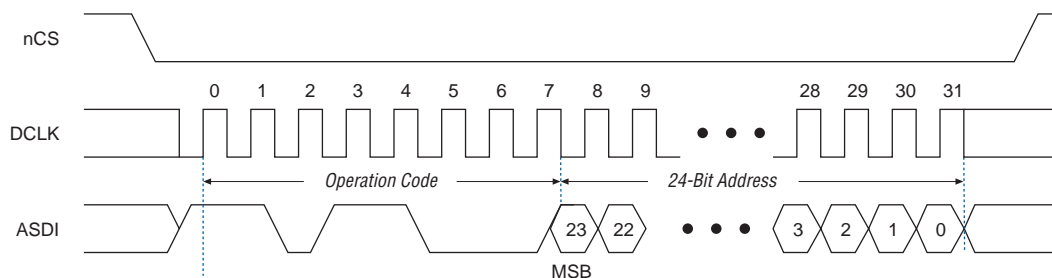 nCS
0 1 2 3 4 5 6 7 8 9 28 29 30 31
DCLK
Operation Code 24-Bit Address
ASDI 23 22 3 2 1 0
MSB